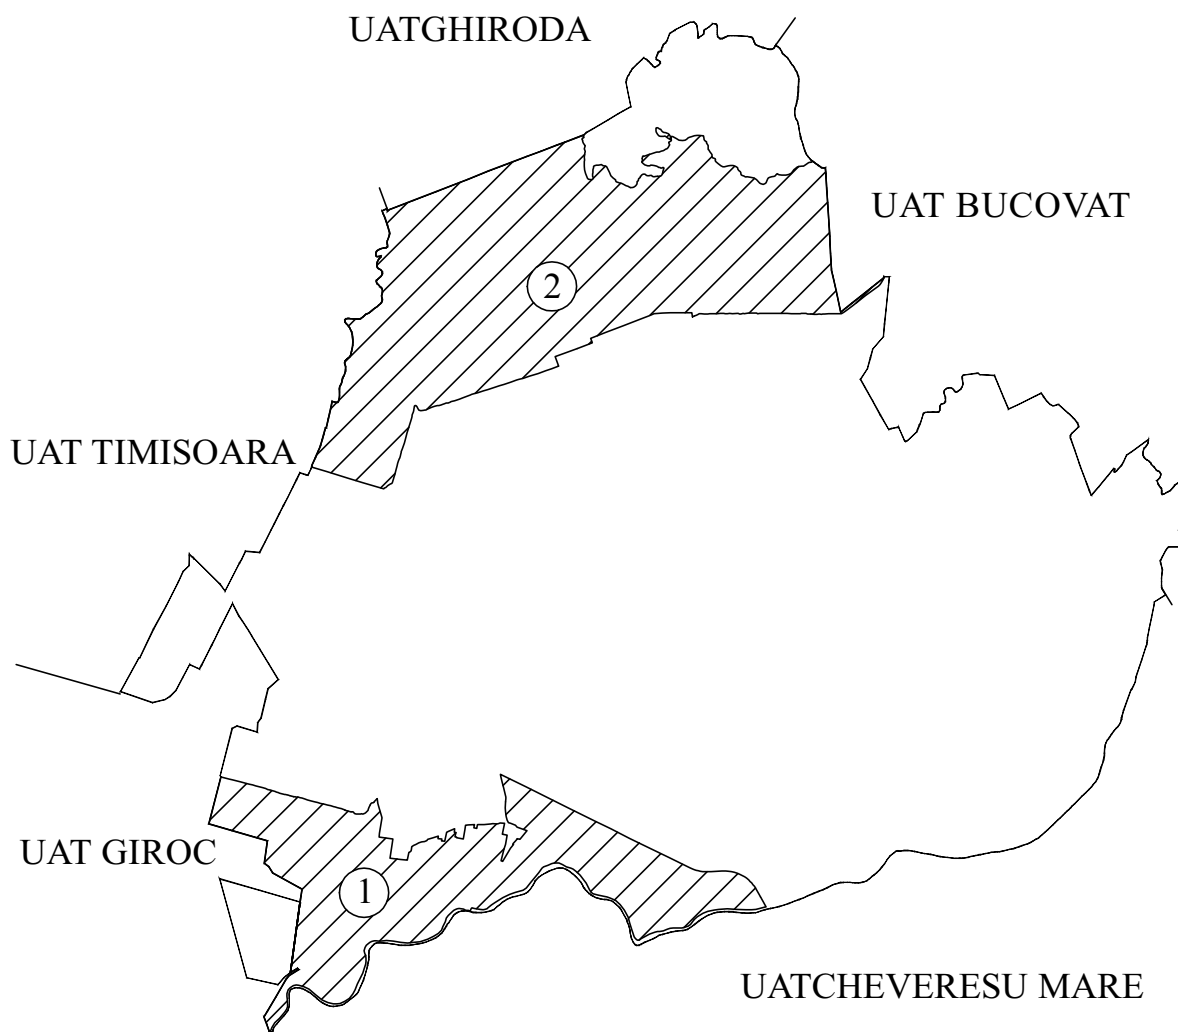 UATGHIRODA
UAT BUCOVAT
2
UAT TIMISOARA
UAT GIROC
1
UATCHEVERESU MARE